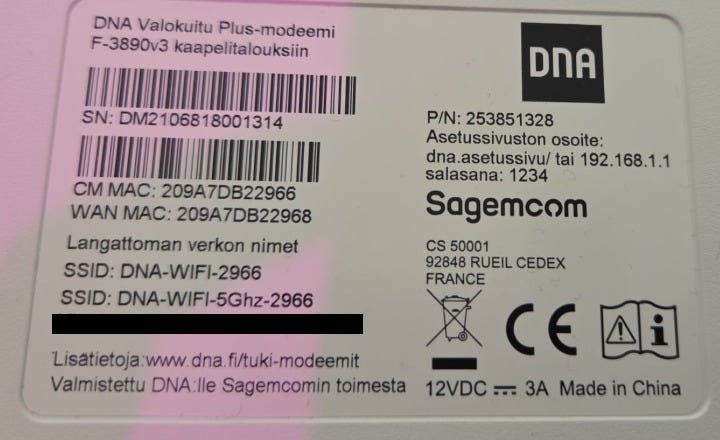 DNA Valokuitu Plus-modeemi
F-3890v3 kaapelitalouksiin
SN: DM2106818001314
CM MAC: 209A7DB22966
WAN MAC: 209A7DB22968
Langattoman verkon nimet
SSID: DNA-WIFI-2966
SSID: DNA-WIFI-5Ghz-2966
Lisätietoja:www.dna.fi/tuki-modeemit
Valmistettu DNA:lle Sagemcomin toimesta
DNA
P/N: 253851328
Asetussivuston osoite:
dna.asetussivu/ tai 192.168.1.1
salasana: 1234
Sagemcom
CS 50001
92848 RUEIL CEDEX
FRANCE
CE
12VDC ⎓ 3A Made in China